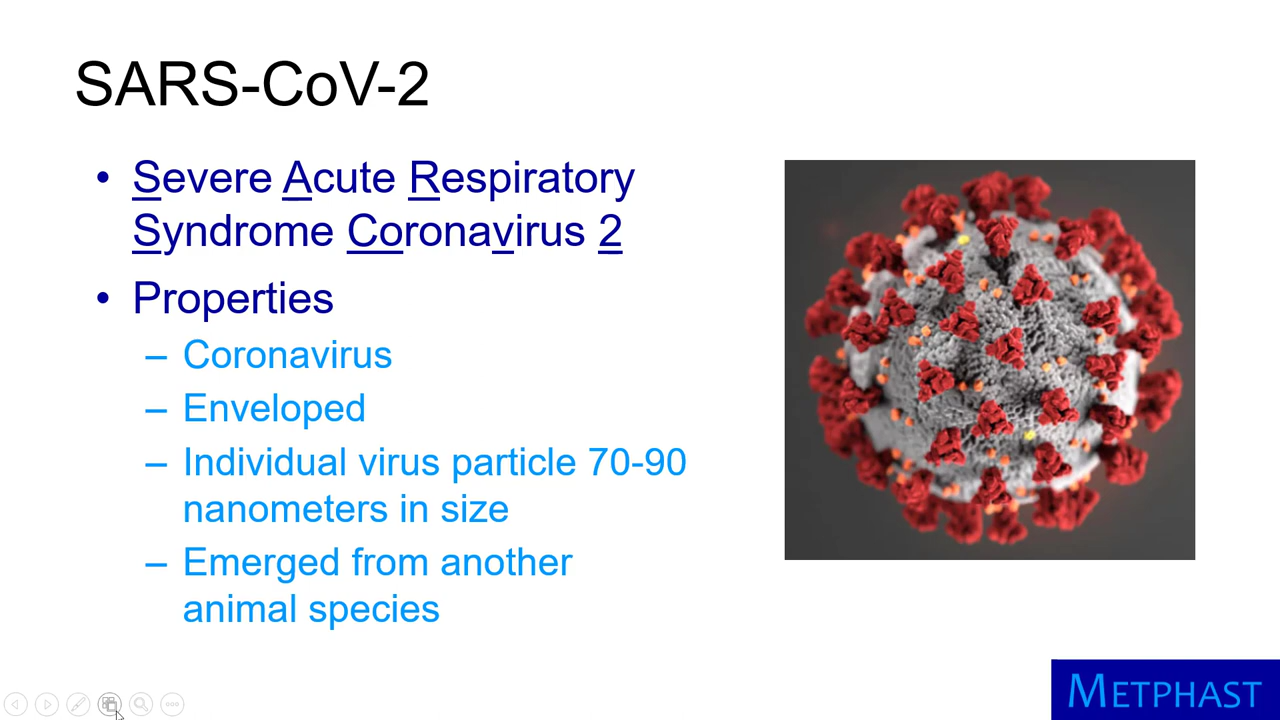 SARS-CoV-2
• Severe Acute Respiratory
Syndrome Coronavirus 2
• Properties
– Coronavirus
– Enveloped
– Individual virus particle 70-90
nanometers in size
– Emerged from another
animal species
METPHAST